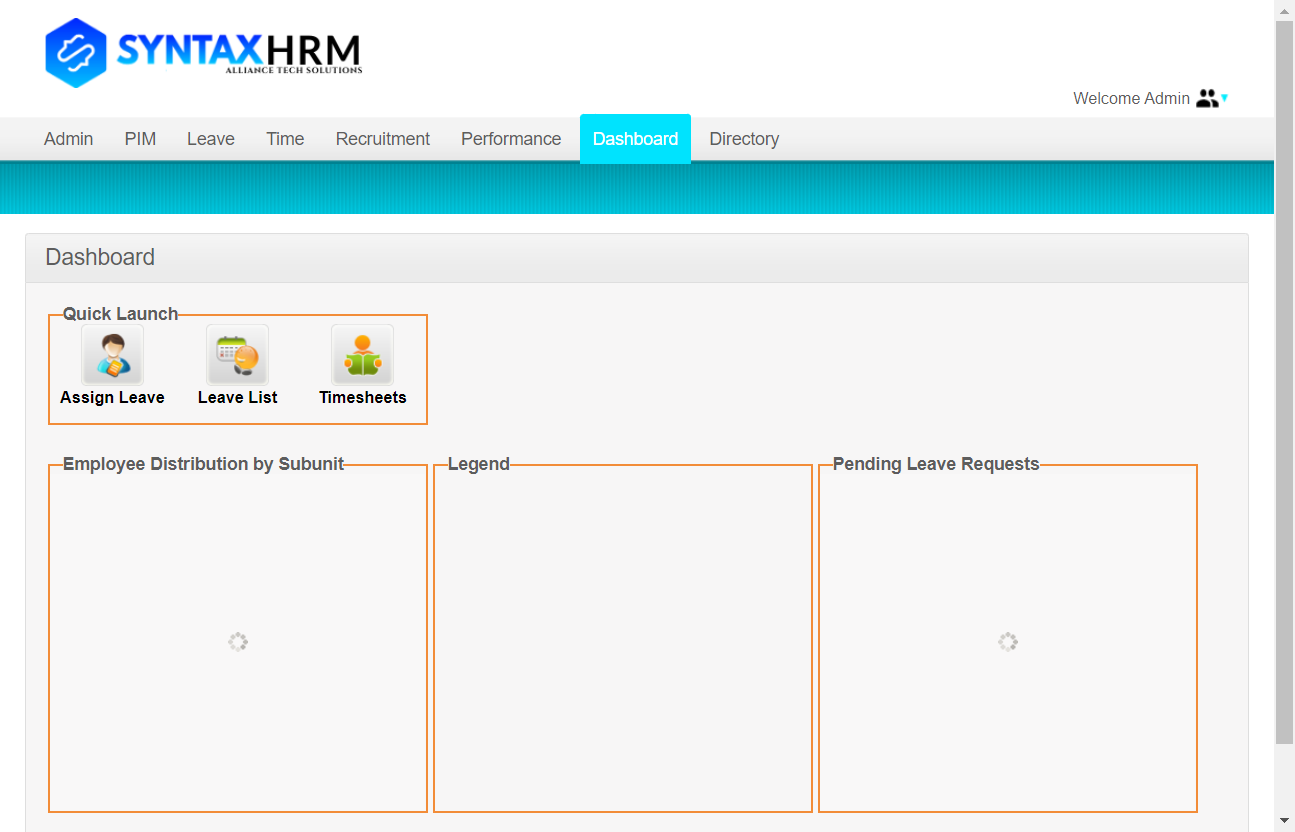 SYNTAXHRM
ALLIANCE TECH SOLUTIONS
Welcome Admin
Admin PIM Leave Time Recruitment Performance Dashboard Directory
Dashboard
Quick Launch
Assign Leave Leave List Timesheets
Employee Distribution by Subunit Legend Pending Leave Requests